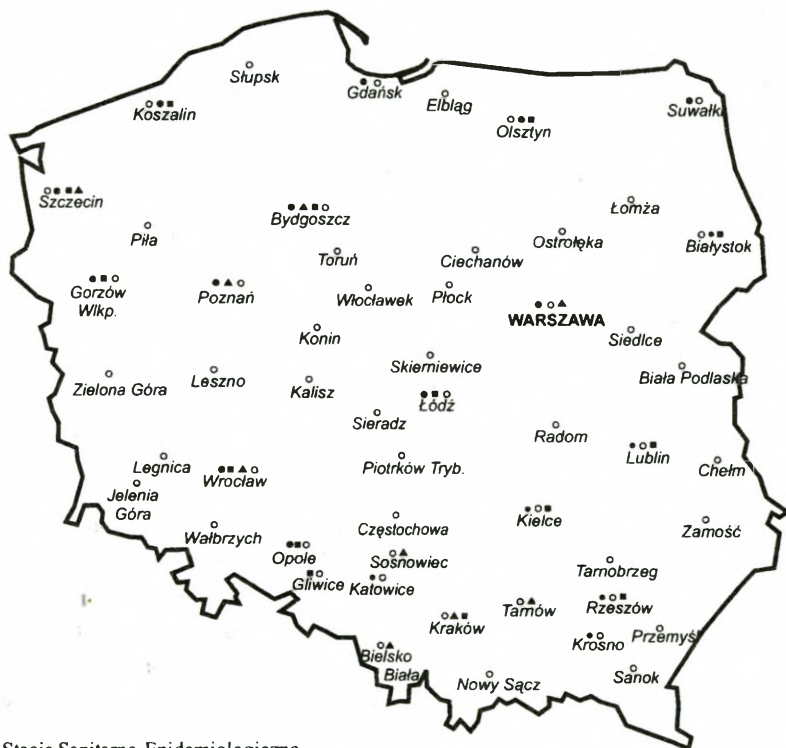 Słupsk
Gdańsk
Elbląg
Koszalin
Olsztyn
Suwałki
Szczecin
Bydgoszcz
Łomża
Piła
Toruń
Ciechanów
Ostrołęka
Białystok
Gorzów
Wlkp.
Poznań
Włocławek
Płock
WARSZAWA
Konin
Siedlce
Skierniewice
Zielona Góra
Leszno
Kalisz
Biała Podlaska
Łódź
Sieradz
Radom
Legnica
Wrocław
Piotrków Tryb.
Lublin
Chełm
Jelenia
Góra
Wałbrzych
Częstochowa
Kielce
Zamość
Opole
Sosnowiec
Gliwice
Katowice
Tarnobrzeg
Kraków
Tarnów
Rzeszów
Krosno
Przemyśl
Bielsko
Biała
Nowy Sącz
Sanok